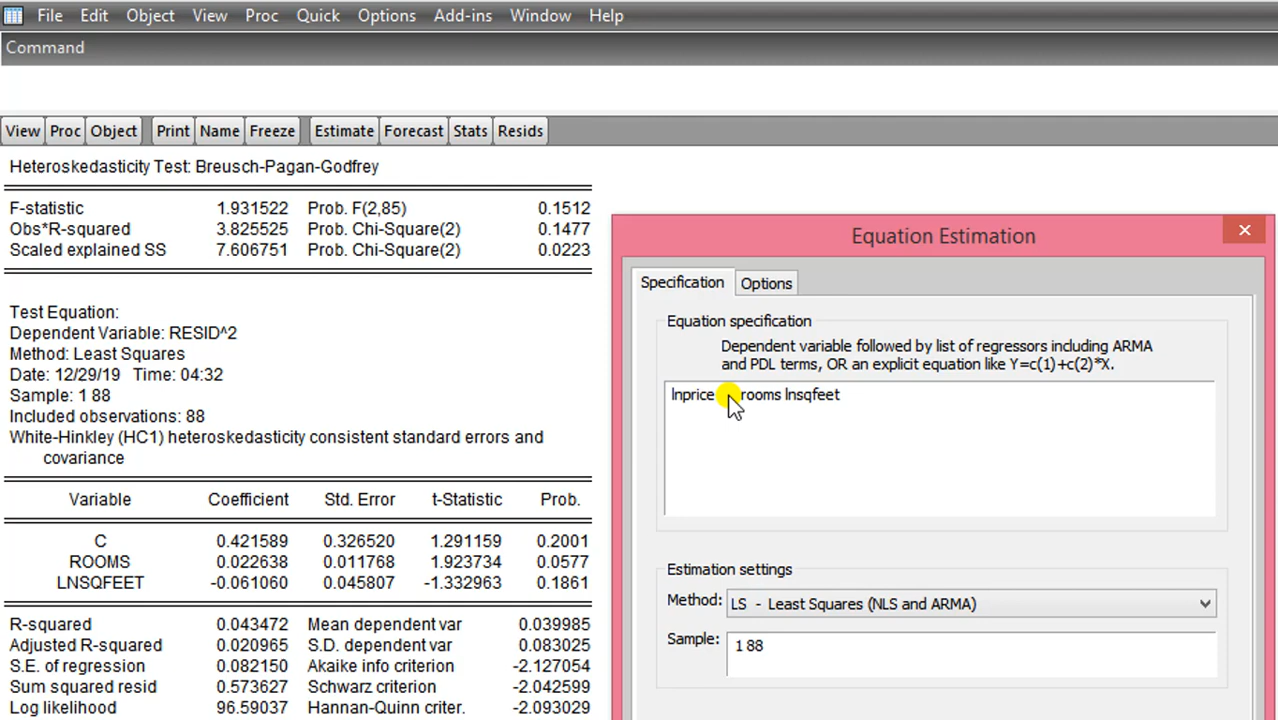 File Edit Object View Proc Quick Options Add-ins Window Help
Command
View Proc Object Print Name Freeze Estimate Forecast Stats Resids
Heteroskedasticity Test: Breusch-Pagan-Godfrey
F-statistic 1.931522 Prob. F(2,85) 0.1512
Obs*R-squared 3.825525 Prob. Chi-Square(2) 0.1477
Scaled explained SS 7.606751 Prob. Chi-Square(2) 0.0223
Test Equation:
Dependent Variable: RESID^2
Method: Least Squares
Date: 12/29/19 Time: 04:32
Sample: 1 88
Included observations: 88
White-Hinkley (HC1) heteroskedasticity consistent standard errors and
covariance
Variable Coefficient Std. Error t-Statistic Prob.
C 0.421589 0.326520 1.291159 0.2001
ROOMS 0.022638 0.011768 1.923734 0.0577
LNSQFEET -0.061060 0.045807 -1.332963 0.1861
R-squared 0.043472 Mean dependent var 0.039985
Adjusted R-squared 0.020965 S.D. dependent var 0.083025
S.E. of regression 0.082150 Akaike info criterion -2.127054
Sum squared resid 0.573627 Schwarz criterion -2.042599
Log likelihood 96.59037 Hannan-Quinn criter. -2.093029
Equation Estimation
Specification Options
Equation specification
Dependent variable followed by list of regressors including ARMA
and PDL terms, OR an explicit equation like Y=c(1)+c(2)*X.
lnprice rooms lnsqfeet
Estimation settings
Method: LS - Least Squares (NLS and ARMA)
Sample: 1 88